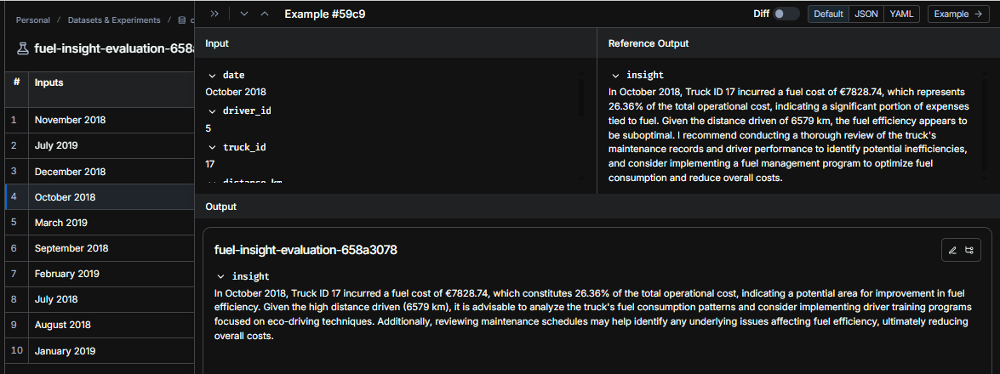 Personal / Datasets & Experiments /
fuel-insight-evaluation-658a
# Inputs
1 November 2018
2 July 2019
3 December 2018
4 October 2018
5 March 2019
6 September 2018
7 February 2019
8 July 2018
9 August 2018
10 January 2019
Example #59c9
Diff Default JSON YAML Example
Input
date
October 2018
driver_id
5
truck_id
17
distance_km
Reference Output
insight
In October 2018, Truck ID 17 incurred a fuel cost of €7828.74, which represents
26.36% of the total operational cost, indicating a significant portion of expenses
tied to fuel. Given the distance driven of 6579 km, the fuel efficiency appears to
be suboptimal. I recommend conducting a thorough review of the truck's
maintenance records and driver performance to identify potential inefficiencies,
and consider implementing a fuel management program to optimize fuel
consumption and reduce overall costs.
Output
fuel-insight-evaluation-658a3078
insight
In October 2018, Truck ID 17 incurred a fuel cost of €7828.74, which constitutes 26.36% of the total operational cost, indicating a potential area for improvement in fuel
efficiency. Given the high distance driven (6579 km), it is advisable to analyze the truck's fuel consumption patterns and consider implementing driver training programs
focused on eco-driving techniques. Additionally, reviewing maintenance schedules may help identify any underlying issues affecting fuel efficiency, ultimately reducing
overall costs.